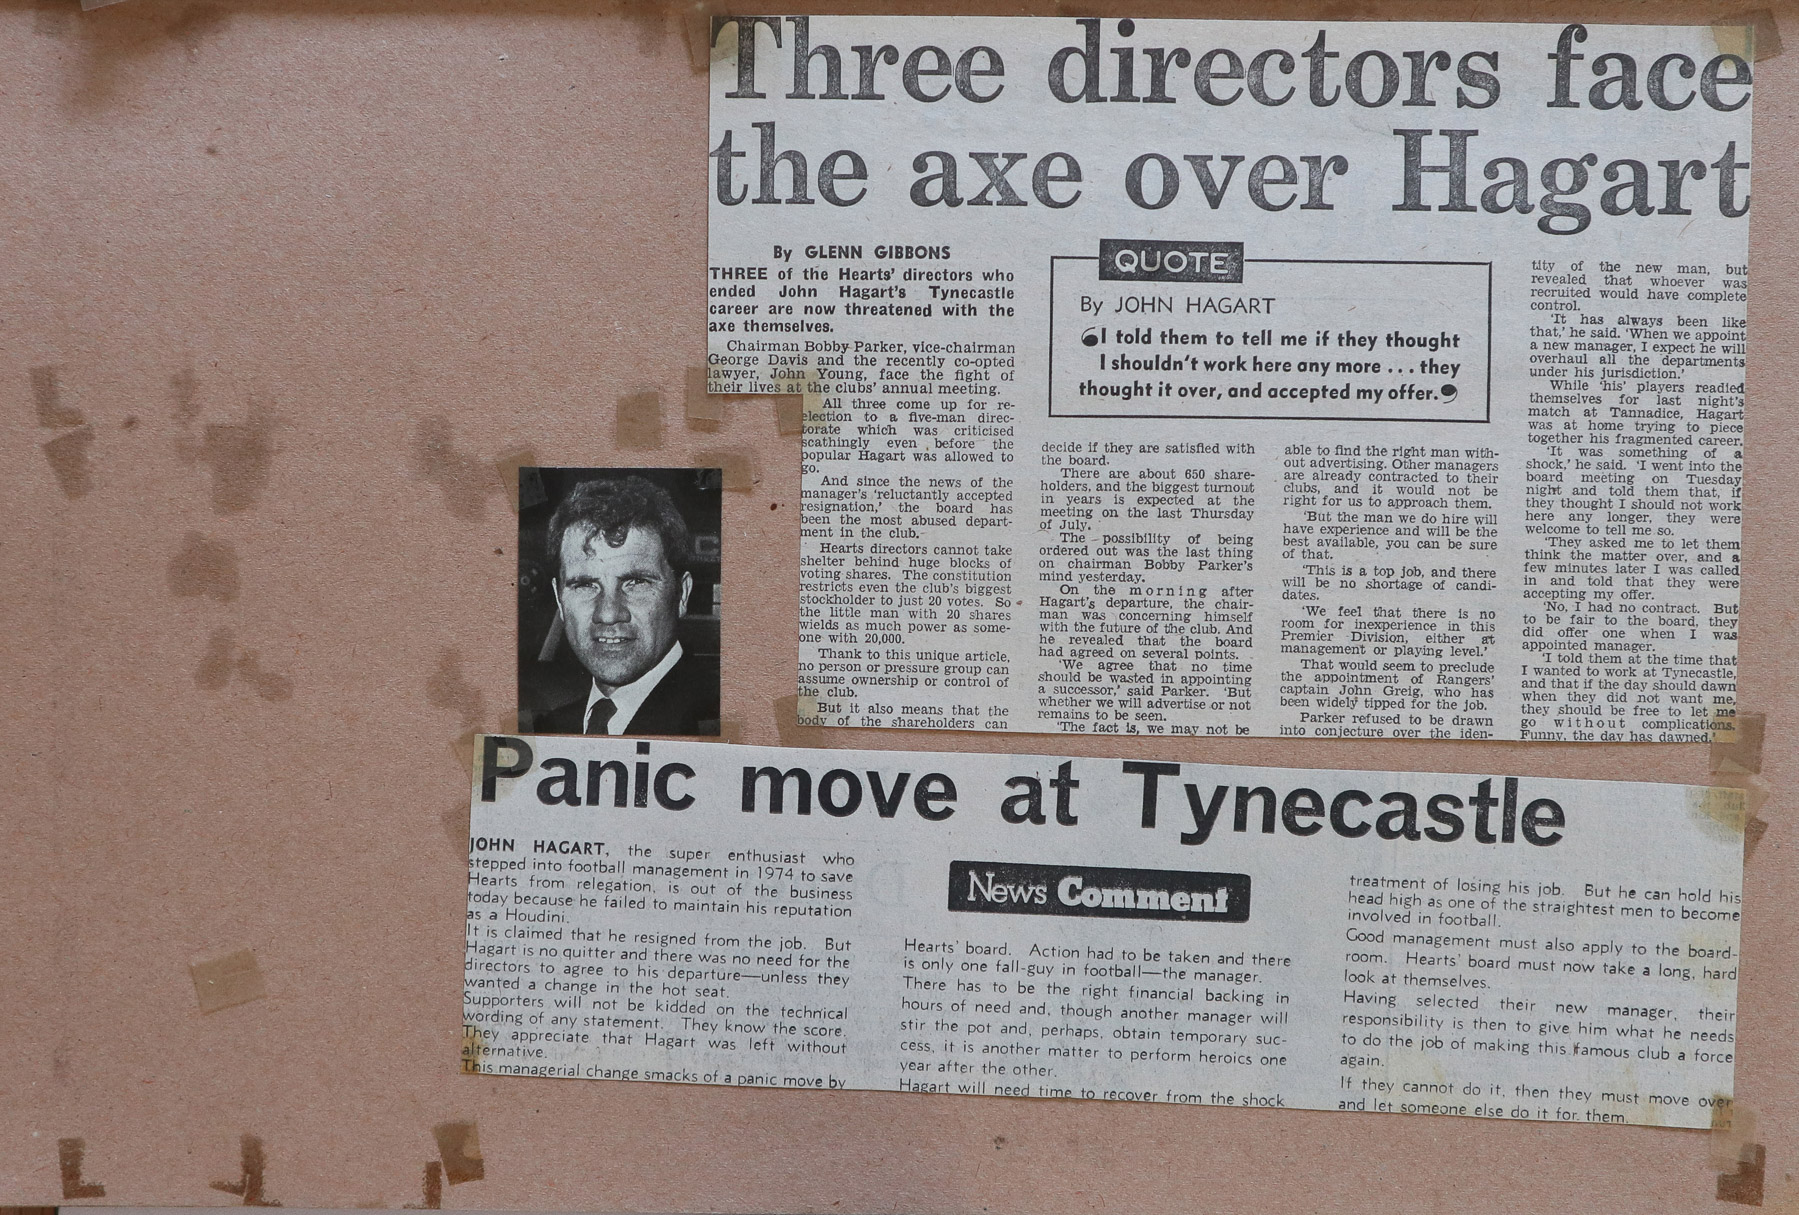 Three directors face
the axe over Hagart
By GLENN GIBBONS
THREE of the Hearts' directors who
ended John Hagart's Tynecastle
career are now threatened with the
axe themselves.
Chairman Bobby Parker, vice-chairman
George Davis and the recently co-opted
lawyer, John Young, face the fight of
their lives at the clubs' annual meeting.
All three come up for re-
election to a five-man direc-
torate which was criticised
scathingly even before the
popular Hagart was allowed to
go.
And since the news of the
manager's 'reluctantly accepted
resignation,' the board has
been the most abused depart-
ment in the club.
Hearts directors cannot take
shelter behind huge blocks of
voting shares. The constitution
restricts even the club's biggest
stockholder to just 20 votes. So
the little man with 20 shares
wields as much power as some-
one with 20,000.
Thank to this unique article,
no person or pressure group can
assume ownership or control of
the club.
But it also means that the
body of the shareholders can
QUOTE
By JOHN HAGART
‘I told them to tell me if they thought
I shouldn't work here any more . . . they
thought it over, and accepted my offer.’
decide if they are satisfied with
the board.
There are about 650 share-
holders, and the biggest turnout
in years is expected at the
meeting on the last Thursday
of July.
The possibility of being
ordered out was the last thing
on chairman Bobby Parker's
mind yesterday.
On the morning after
Hagart's departure, the chair-
man was concerning himself
with the future of the club. And
he revealed that the board
had agreed on several points.
'We agree that no time
should be wasted in appointing
a successor,' said Parker. 'But
whether we will advertise or not
remains to be seen.
'The fact is, we may not be
able to find the right man with-
out advertising. Other managers
are already contracted to their
clubs, and it would not be
right for us to approach them.
'But the man we do hire will
have experience and will be the
best available, you can be sure
of that.
'This is a top job, and there
will be no shortage of candi-
dates.
'We feel that there is no
room for inexperience in this
Premier Division, either at
management or playing level.'
That would seem to preclude
the appointment of Rangers'
captain John Greig, who has
been widely tipped for the job.
Parker refused to be drawn
into conjecture over the iden-
tity of the new man, but
revealed that whoever was
recruited would have complete
control.
'It has always been like
that,' he said. 'When we appoint
a new manager, I expect he will
overhaul all the departments
under his jurisdiction.'
While 'his' players readied
themselves for last night's
match at Tannadice, Hagart
was at home trying to piece
together his fragmented career.
'It was something of a
shock,' he said. 'I went into the
board meeting on Tuesday
night and told them that, if
they thought I should not work
here any longer, they were
welcome to tell me so.
'They asked me to let them
think the matter over, and a
few minutes later I was called
in and told that they were
accepting my offer.
'No, I had no contract. But
to be fair to the board, they
did offer one when I was
appointed manager.
'I told them at the time that
I wanted to work at Tynecastle,
and that if the day should dawn
when they did not want me,
they should be free to let me
go without complications.
Funny, the day has dawned.'
Panic move at Tynecastle
JOHN HAGART, the super enthusiast who
stepped into football management in 1974 to save
Hearts from relegation, is out of the business
today because he failed to maintain his reputation
as a Houdini.
It is claimed that he resigned from the job. But
Hagart is no quitter and there was no need for the
directors to agree to his departure—unless they
wanted a change in the hot seat.
Supporters will not be kidded on the technical
wording of any statement. They know the score.
They appreciate that Hagart was left without
alternative.
This managerial change smacks of a panic move by
News Comment
Hearts' board. Action had to be taken and there
is only one fall-guy in football—the manager.
There has to be the right financial backing in
hours of need and, though another manager will
stir the pot and, perhaps, obtain temporary suc-
cess, it is another matter to perform heroics one
year after the other.
Hagart will need time to recover from the shock
treatment of losing his job. But he can hold his
head high as one of the straightest men to become
involved in football.
Good management must also apply to the board-
room. Hearts' board must now take a long, hard
look at themselves.
Having selected their new manager, their
responsibility is then to give him what he needs
to do the job of making this famous club a force
again.
If they cannot do it, then they must move over
and let someone else do it for them.